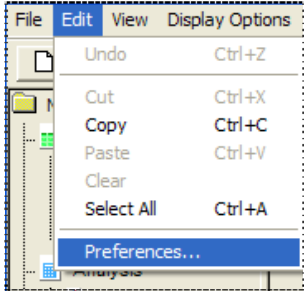 File Edit View Display Options
Undo Ctrl+Z
Cut Ctrl+X
Copy Ctrl+C
Paste Ctrl+V
Clear
Select All Ctrl+A
Preferences...
Analysis